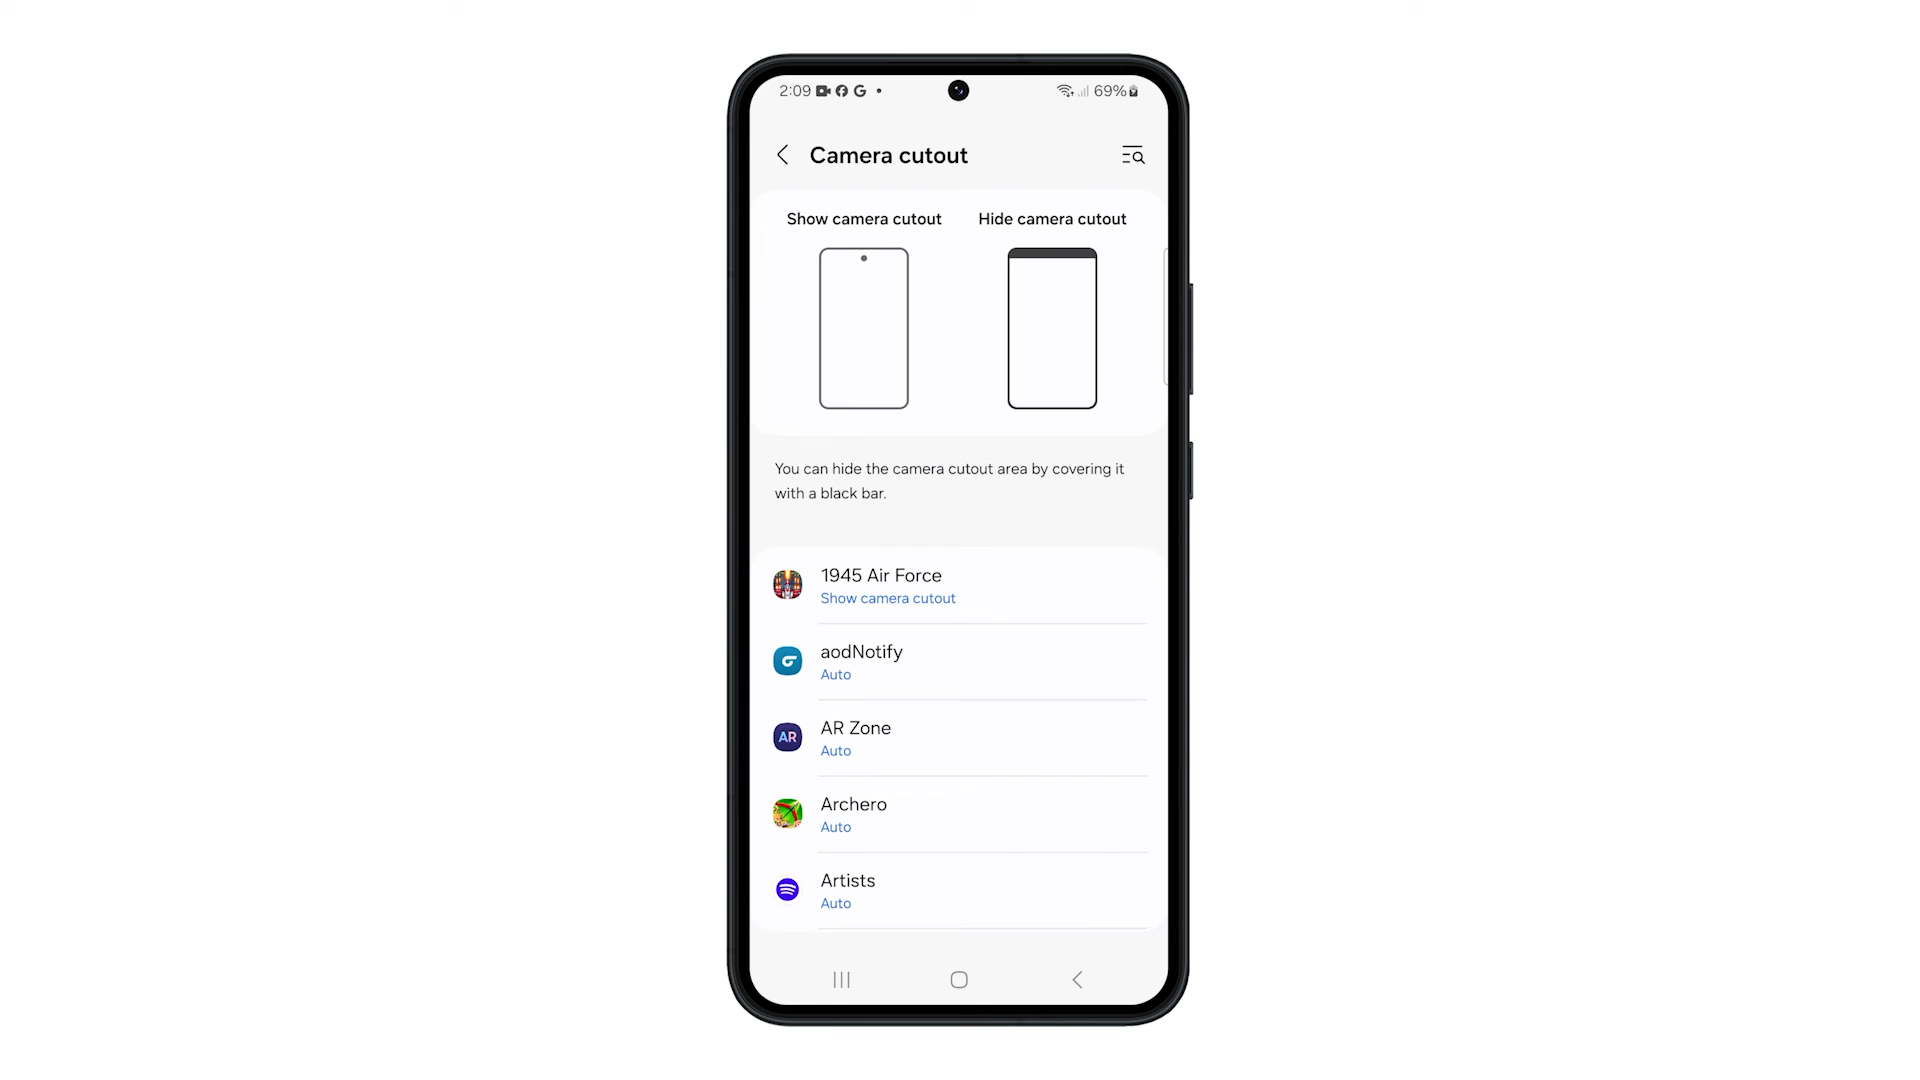 2:09
69%
Camera cutout
Show camera cutout
Hide camera cutout
You can hide the camera cutout area by covering it
with a black bar.
1945 Air Force
Show camera cutout
aodNotify
Auto
AR
AR Zone
Auto
Archero
Auto
Artists
Auto